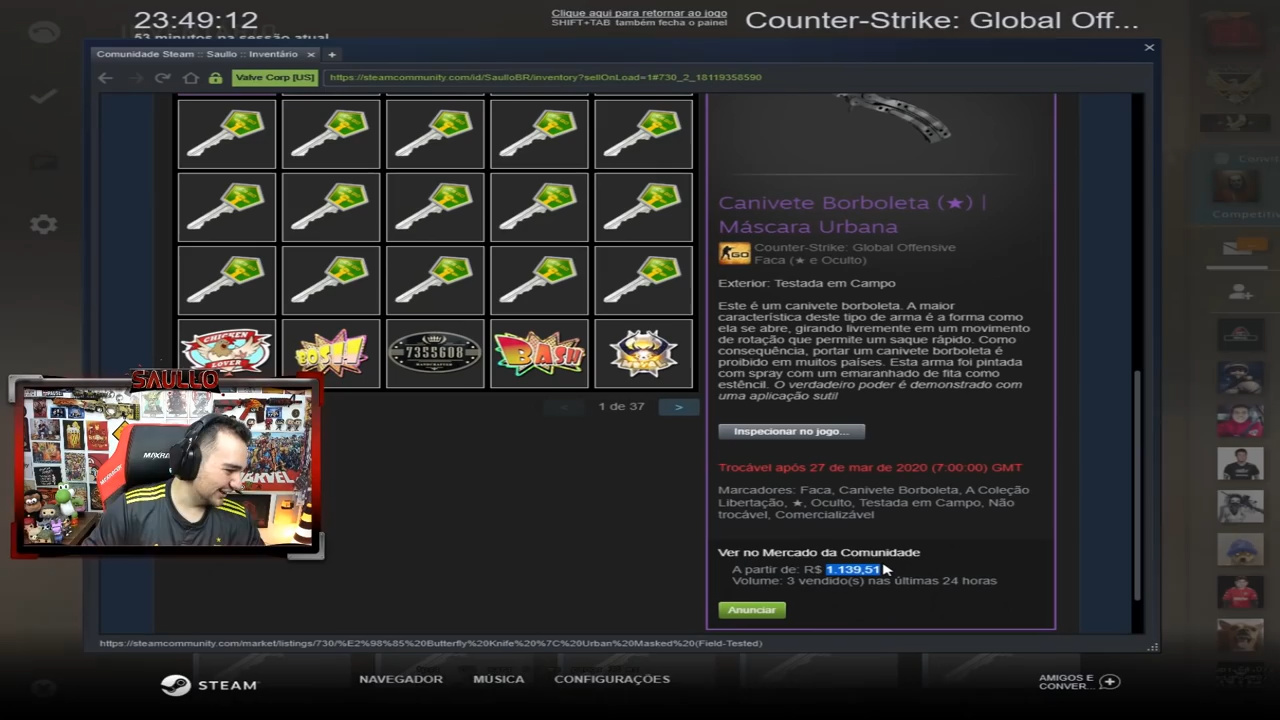 23:49:12
53 minutos na sessão atual
Clique aqui para retornar ao jogo
SHIFT+TAB também fecha o painel
Counter-Strike: Global Off...
Comunidade Steam :: Saullo :: Inventário
Valve Corp [US]
https://steamcommunity.com/id/SaulloBR/inventory?sellOnLoad=1#730_2_18119358590
Canivete Borboleta (★) |
Máscara Urbana
GO
Counter-Strike: Global Offensive
Faca (★ e Oculto)
Exterior: Testada em Campo
Este é um canivete borboleta. A maior
característica deste tipo de arma é a forma como
ela se abre, girando livremente em um movimento
de rotação que permite um saque rápido. Como
consequência, portar um canivete borboleta é
proibido em muitos países. Esta arma foi pintada
com spray com um emaranhado de fita como
estêncil. O verdadeiro poder é demonstrado com
uma aplicação sutil
Inspecionar no jogo...
Trocável após 27 de mar de 2020 (7:00:00) GMT
Marcadores: Faca, Canivete Borboleta, A Coleção
Libertação, ★, Oculto, Testada em Campo, Não
trocável, Comercializável
Ver no Mercado da Comunidade
A partir de: R$ 1.139,51
Volume: 3 vendido(s) nas últimas 24 horas
Anunciar
CHICKEN
LOVER
BOSH
7355608
BASH
1 de 37
SAULLO
MAXRA
MARVEL
https://steamcommunity.com/market/listings/730/%E2%98%85%20Butterfly%20Knife%20%7C%20Urban%20Masked%20(Field-Tested)
STEAM
NAVEGADOR
MÚSICA
CONFIGURAÇÕES
AMIGOS E
CONVER...
Competiti